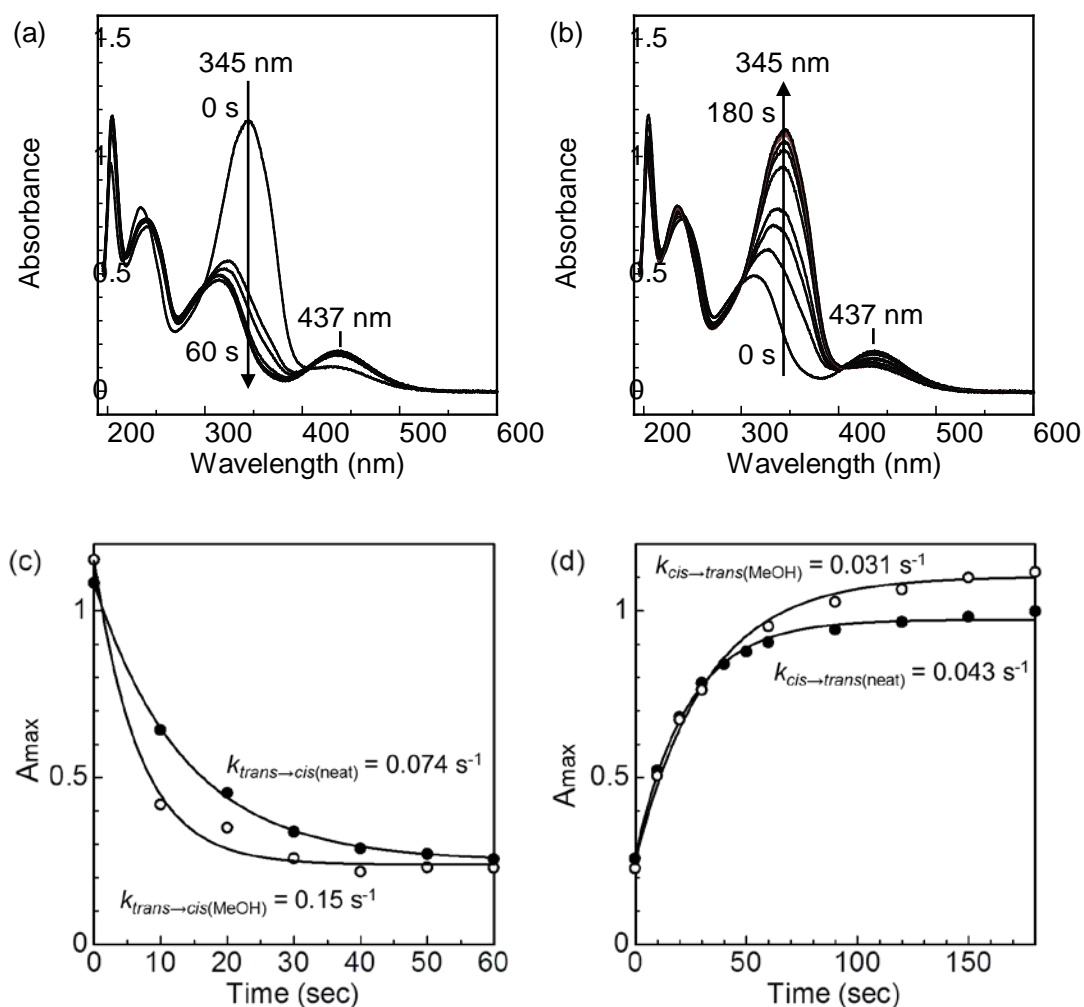 (a)
1.5
345 nm
0 s
1
Absorbance
0.5
437 nm
60 s
0
200 300 400 500 600
Wavelength (nm)
(b)
1.5
345 nm
180 s
1
Absorbance
0.5
437 nm
0 s
0
200 300 400 500 600
Wavelength (nm)
(c)
1
Amax
0.5
0
k trans→cis(neat) = 0.074 s-1
k trans→cis(MeOH) = 0.15 s-1
0 10 20 30 40 50 60
Time (sec)
(d)
k cis→trans(MeOH) = 0.031 s-1
1
k cis→trans(neat) = 0.043 s-1
Amax
0.5
0
0 50 100 150
Time (sec)